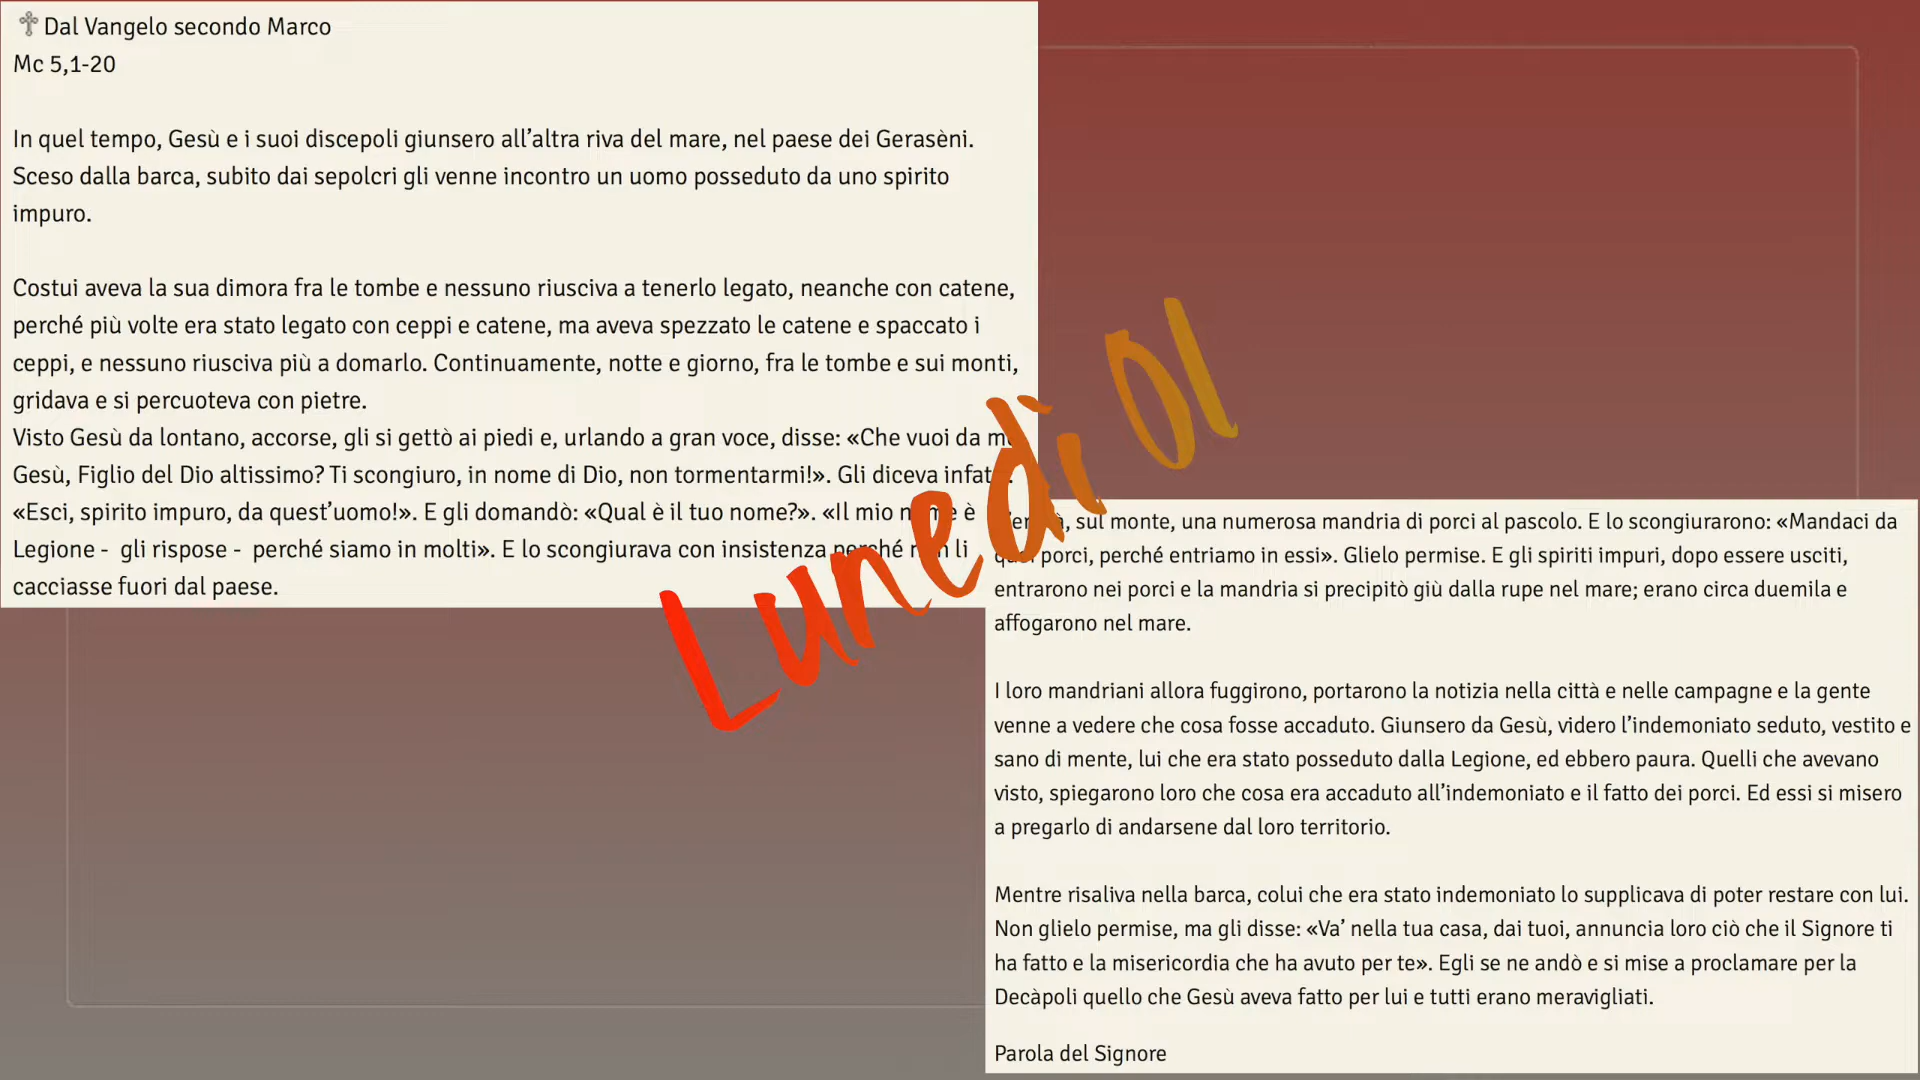 Dal Vangelo secondo Marco
Mc 5,1-20
In quel tempo, Gesù e i suoi discepoli giunsero all’altra riva del mare, nel paese dei Gerasèni.
Sceso dalla barca, subito dai sepolcri gli venne incontro un uomo posseduto da uno spirito
impuro.
Costui aveva la sua dimora fra le tombe e nessuno riusciva a tenerlo legato, neanche con catene,
perché più volte era stato legato con ceppi e catene, ma aveva spezzato le catene e spaccato i
ceppi, e nessuno riusciva più a domarlo. Continuamente, notte e giorno, fra le tombe e sui monti,
gridava e si percuoteva con pietre.
Visto Gesù da lontano, accorse, gli si gettò ai piedi e, urlando a gran voce, disse: «Che vuoi da
Gesù, Figlio del Dio altissimo? Ti scongiuro, in nome di Dio, non tormentarmi!». Gli diceva
«Esci, spirito impuro, da quest’uomo!». E gli domandò: «Qual è il tuo nome?». «Il mio nome è
Legione - gli rispose - perché siamo in molti». E lo scongiurava con insistenza perché non li
cacciasse fuori dal paese.
Lunedì 01
sul monte, una numerosa mandria di porci al pascolo. E lo scongiurarono: «Mandaci da
quei porci, perché entriamo in essi». Glielo permise. E gli spiriti impuri, dopo essere usciti,
entrarono nei porci e la mandria si precipitò giù dalla rupe nel mare; erano circa duemila e
affogarono nel mare.
I loro mandriani allora fuggirono, portarono la notizia nella città e nelle campagne e la gente
venne a vedere che cosa fosse accaduto. Giunsero da Gesù, videro l’indemoniato seduto, vestito e
sano di mente, lui che era stato posseduto dalla Legione, ed ebbero paura. Quelli che avevano
visto, spiegarono loro che cosa era accaduto all’indemoniato e il fatto dei porci. Ed essi si misero
a pregarlo di andarsene dal loro territorio.
Mentre risaliva nella barca, colui che era stato indemoniato lo supplicava di poter restare con lui.
Non glielo permise, ma gli disse: «Va’ nella tua casa, dai tuoi, annuncia loro ciò che il Signore ti
ha fatto e la misericordia che ha avuto per te». Egli se ne andò e si mise a proclamare per la
Decàpoli quello che Gesù aveva fatto per lui e tutti erano meravigliati.
Parola del Signore